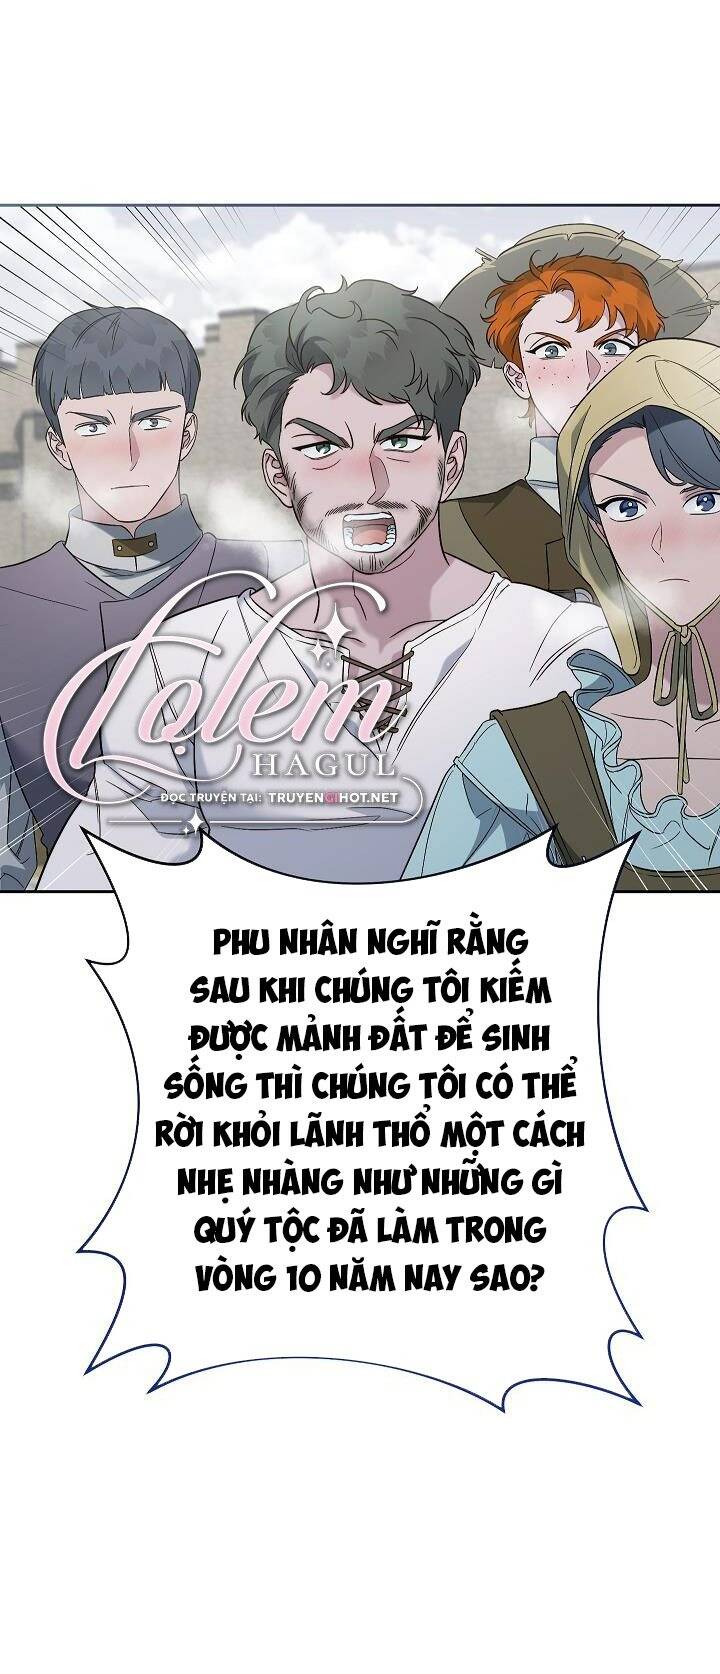 Lọlem
HAGUL
ĐỌC TRUYỆN TẠI: TRUYENGIHOT.NET
PHU NHÂN NGHĨ RẰNG
SAU KHI CHÚNG TÔI KIẾM
ĐƯỢC MẢNH ĐẤT ĐỂ SINH
SỐNG THÌ CHÚNG TÔI CÓ THỂ
RỜI KHỎI LÃNH THỔ MỘT CÁCH
NHẸ NHÀNG NHƯ NHỮNG GÌ
QUÝ TỘC ĐÃ LÀM TRONG
VÒNG 10 NĂM NAY SAO?